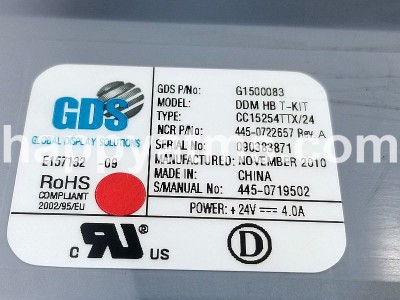 GDS
GLOBAL DISPLAY SOLUTIONS
E157132 -09
RoHS
COMPLIANT
2002/95/EU
GDS P/No: G1500083
MODEL: DDM HB T-KIT
TYPE: CC15254TTX/24
NCR P/No: 445-0722657 Rev. A
SERIAL No: 090383871
MANUFACTURED: NOVEMBER 2010
MADE IN: CHINA
S/MANUAL No: 445-0719502
POWER: +24V 4.0A
C RU US
D